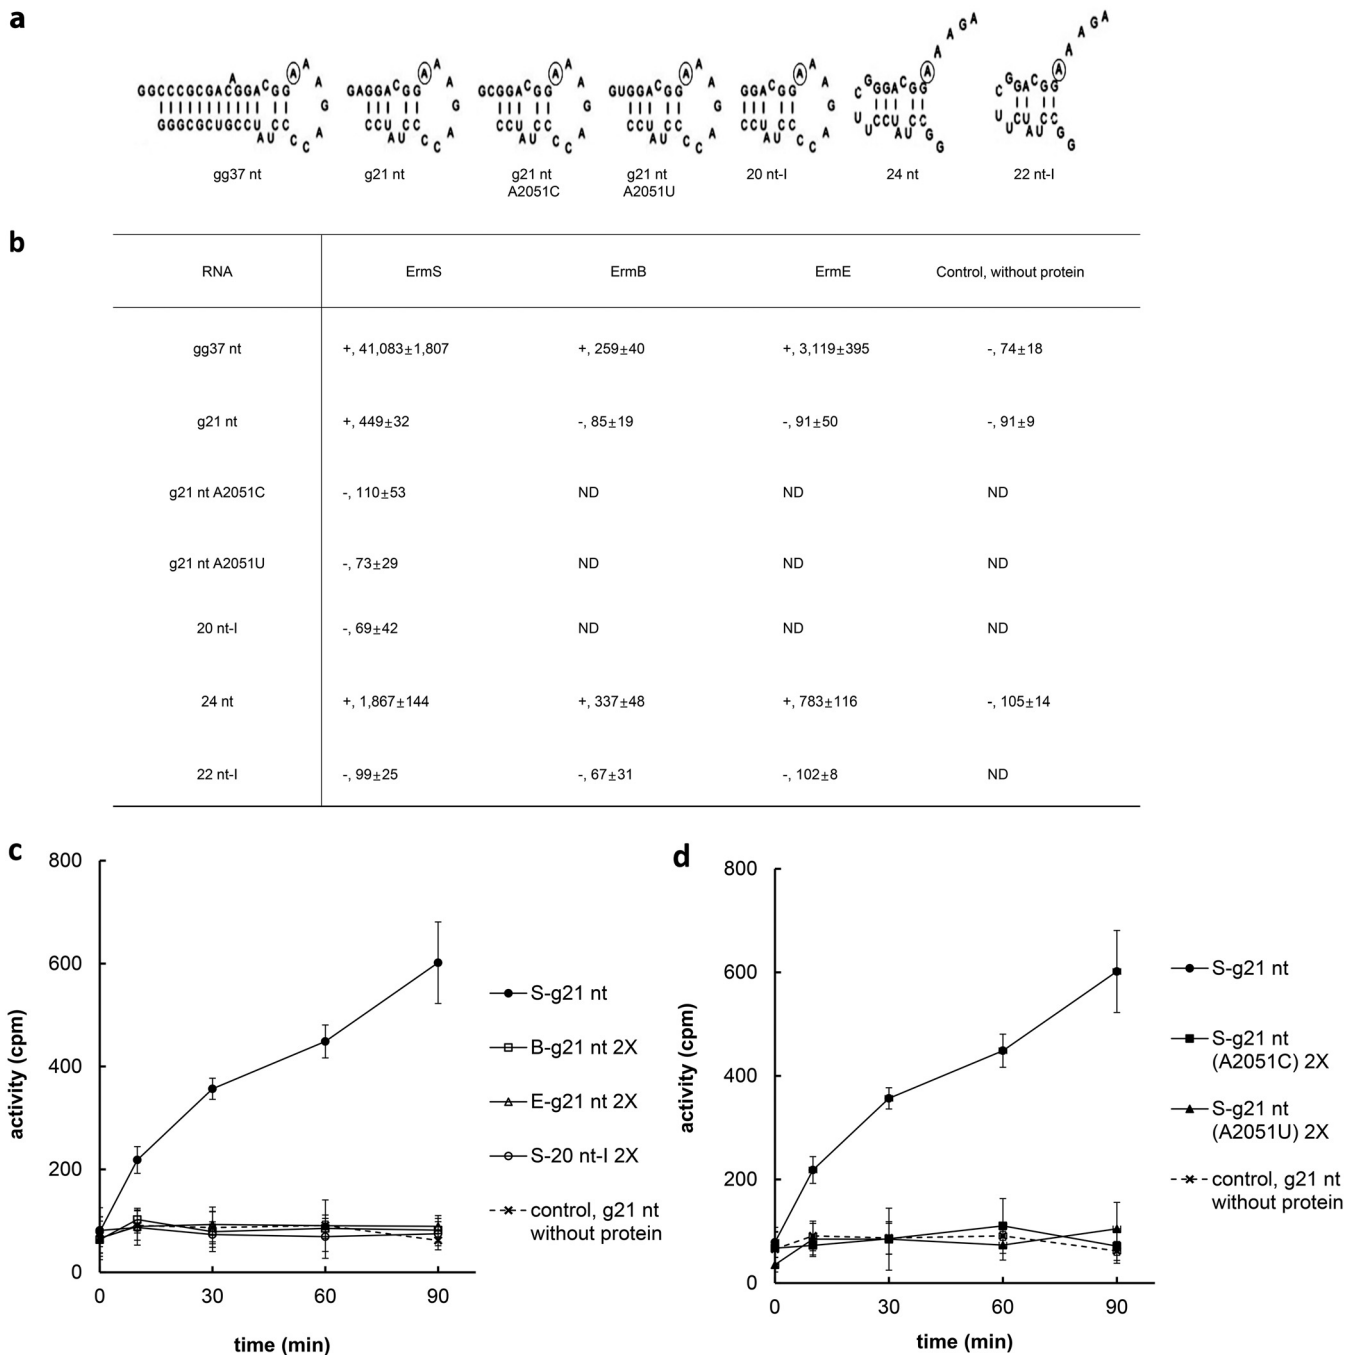 a
gg37 nt
g21 nt
g21 nt
A2051C
g21 nt
A2051U
20 nt-I
24 nt
22 nt-I
b
RNA ErmS ErmB ErmE Control, without protein
gg37 nt +, 41,083±1,807 +, 259±40 +, 3,119±395 -, 74±18
g21 nt +, 449±32 -, 85±19 -, 91±50 -, 91±9
g21 nt A2051C -, 110±53 ND ND ND
g21 nt A2051U -, 73±29 ND ND ND
20 nt-I -, 69±42 ND ND ND
24 nt +, 1,867±144 +, 337±48 +, 783±116 -, 105±14
22 nt-I -, 99±25 -, 67±31 -, 102±8 ND
c
800
600
400
200
0
0 30 60 90
activity (cpm)
time (min)
S-g21 nt
B-g21 nt 2X
E-g21 nt 2X
S-20 nt-I 2X
control, g21 nt
without protein
d
800
600
400
200
0
0 30 60 90
activity (cpm)
time (min)
S-g21 nt
S-g21 nt
(A2051C) 2X
S-g21 nt
(A2051U) 2X
control, g21 nt
without protein